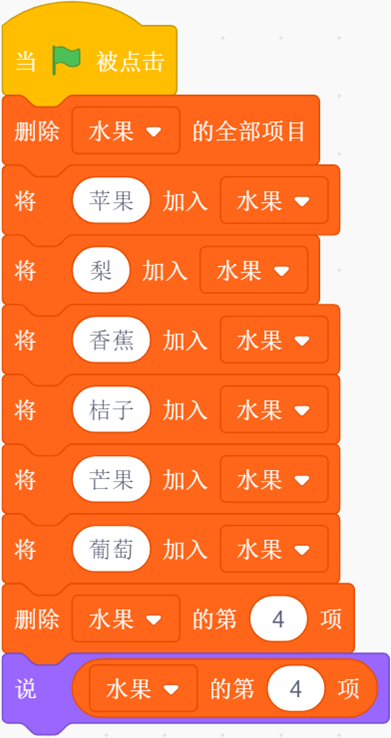 当 被点击
删除 水果 的全部项目
将 苹果 加入 水果
将 梨 加入 水果
将 香蕉 加入 水果
将 桔子 加入 水果
将 芒果 加入 水果
将 葡萄 加入 水果
删除 水果 的第 4 项
说 水果 的第 4 项